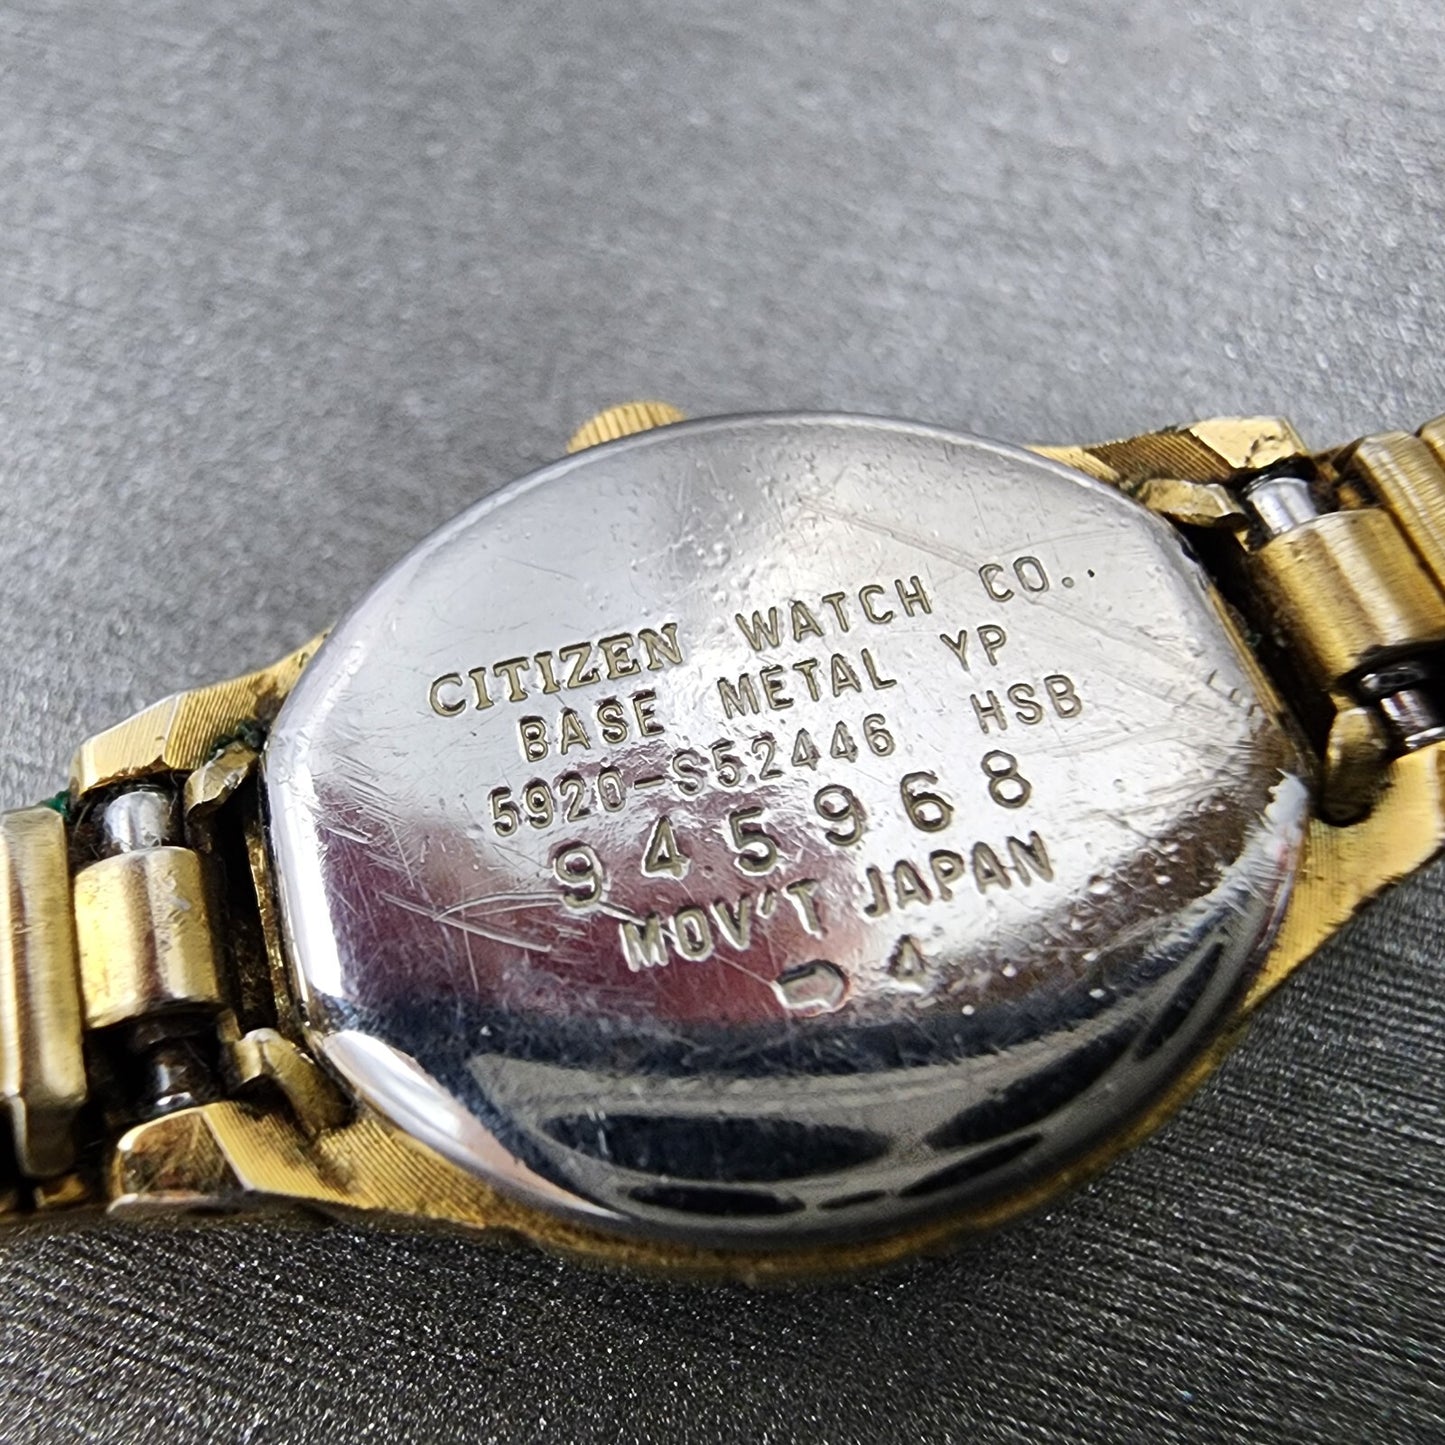 CITIZEN WATCH CO.,
BASE METAL YP
5920-S52446 HSB
945968
MOV'T JAPAN
4